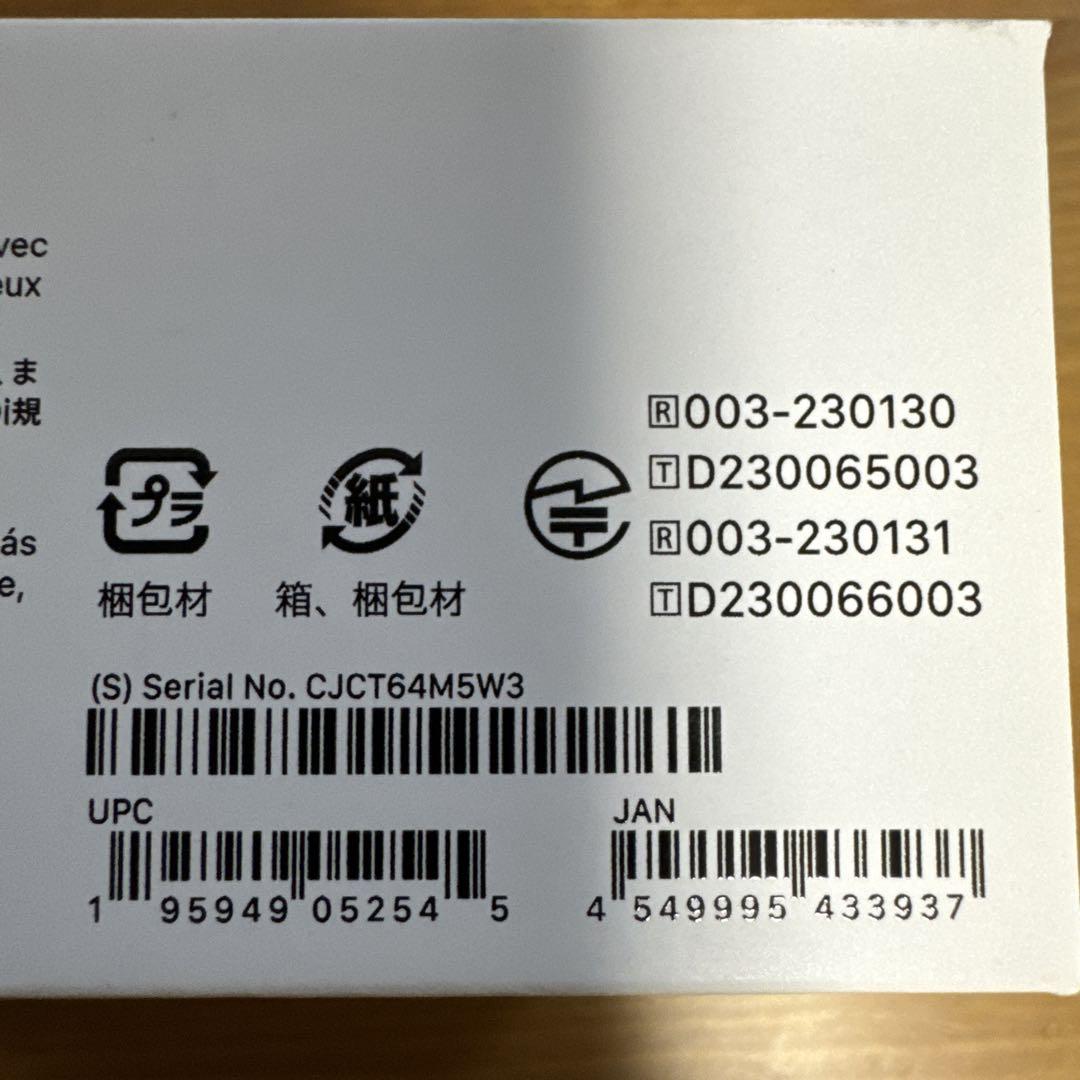 vec
eux
、ま
i規
ás
e,
プラ
梱包材
紙
箱、梱包材
R003-230130
TD230065003
R003-230131
TD230066003
(S) Serial No. CJCT64M5W3
UPC
1 95949 05254 5
JAN
4 549995 433937